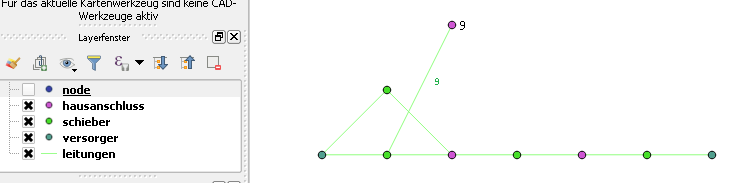 Für das aktuelle Kartenwerkzeug sind keine CAD-
Werkzeuge aktiv
Layerfenster
node
hausanschluss
schieber
versorger
leitungen
9
9